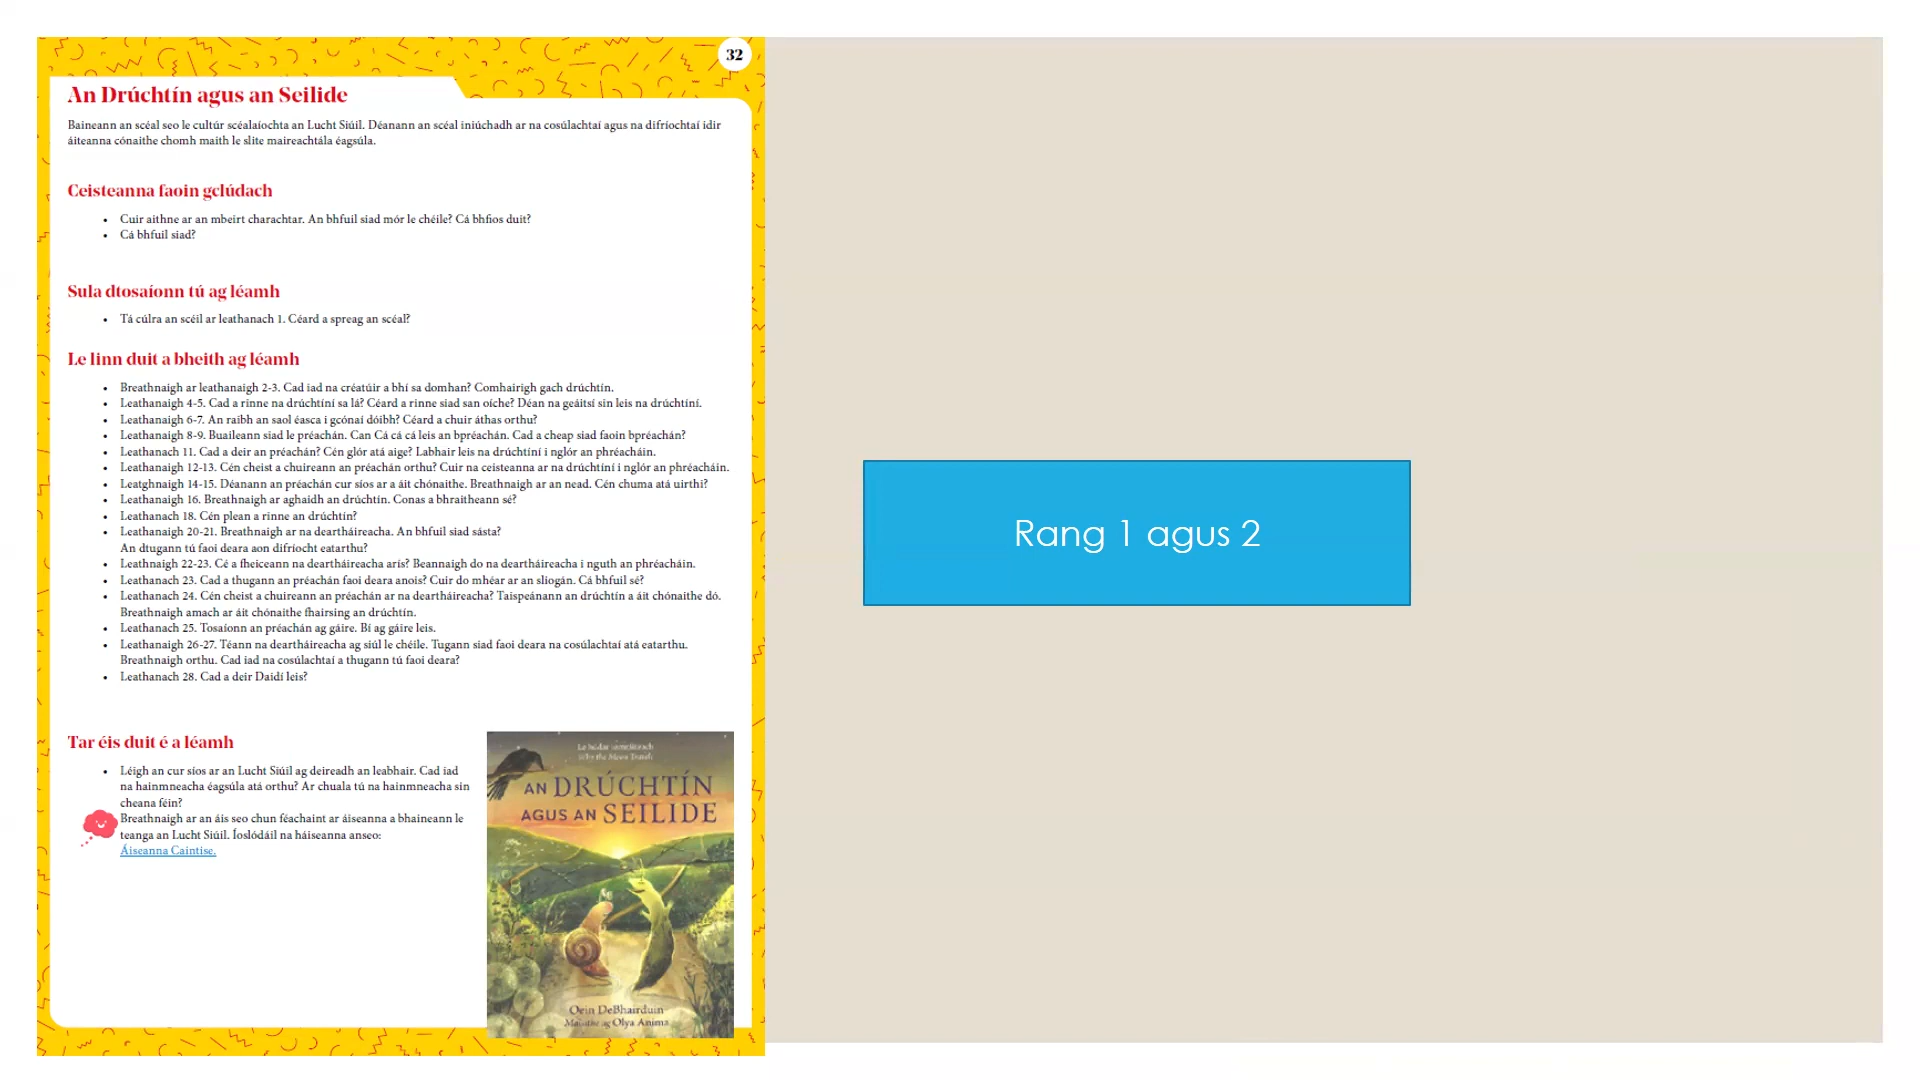 32
An Drúchtín agus an Seilide
Baineann an scéal seo le cultúr scéalaíochta an Lucht Siúil. Déanann an scéal iniúchadh ar na cosúlachtaí agus na difríochtaí idir
áiteanna cónaithe chomh maith le slite maireachtála éagsúla.
Ceisteanna faoin gclúdach
• Cuir aithne ar an mbeirt charachtar. An bhfuil siad mór le chéile? Cá bhfios duit?
• Cá bhfuil siad?
Sula dtosaíonn tú ag léamh
• Tá cúlra an scéil ar leathanach 1. Céard a spreag an scéal?
Le linn duit a bheith ag léamh
• Breathnaigh ar leathanaigh 2-3. Cad iad na créatúir a bhí sa domhan? Comhairigh gach drúchtín.
• Leathanaigh 4-5. Cad a rinne na drúchtíní sa lá? Céard a rinne siad san oíche? Déan na geáitsí sin leis na drúchtíní.
• Leathanaigh 6-7. An raibh an saol éasca i gcónaí dóibh? Céard a chuir áthas orthu?
• Leathanaigh 8-9. Buaileann siad le préachán. Can Cá cá cá leis an bpréachán. Cad a cheap siad faoin bpréachán?
• Leathanach 11. Cad a deir an préachán? Cén glór atá aige? Labhair leis na drúchtíní i nglór an phréacháin.
• Leathanaigh 12-13. Cén cheist a chuireann an préachán orthu? Cuir na ceisteanna ar na drúchtíní i nglór an phréacháin.
• Leatghnaigh 14-15. Déanann an préachán cur síos ar a áit chónaithe. Breathnaigh ar an nead. Cén chuma atá uirthi?
• Leathanaigh 16. Breathnaigh ar aghaidh an drúchtín. Conas a bhraitheann sé?
• Leathanach 18. Cén plean a rinne an drúchtín?
• Leathanaigh 20-21. Breathnaigh ar na deartháireacha. An bhfuil siad sásta?
An dtugann tú faoi deara aon difríocht eatarthu?
• Leathnaigh 22-23. Cé a fheiceann na deartháireacha arís? Beannaigh do na deartháireacha i nguth an phréacháin.
• Leathanach 23. Cad a thugann an préachán faoi deara anois? Cuir do mhéar ar an sliogán. Cá bhfuil sé?
• Leathanach 24. Cén cheist a chuireann an préachán ar na deartháireacha? Taispeánann an drúchtín a áit chónaithe dó.
Breathnaigh amach ar áit chónaithe fhairsing an drúchtín.
• Leathanach 25. Tosaíonn an préachán ag gáire. Bí ag gáire leis.
• Leathanaigh 26-27. Téann na deartháireacha ag siúl le chéile. Tugann siad faoi deara na cosúlachtaí atá eatarthu.
Breathnaigh orthu. Cad iad na cosúlachtaí a thugann tú faoi deara?
• Leathanach 28. Cad a deir Daidí leis?
Tar éis duit é a léamh
• Léigh an cur síos ar an Lucht Siúil ag deireadh an leabhair. Cad iad
na hainmneacha éagsúla atá orthu? Ar chuala tú na hainmneacha sin
cheana féin?
Breathnaigh ar an áis seo chun féachaint ar áiseanna a bhaineann le
teanga an Lucht Siúil. Íoslódáil na háiseanna anseo:
Áiseanna Caintise.
Why the Moon Travels
AN DRÚCHTÍN
AGUS AN SEILIDE
Oein DeBhairduin
Maisithe ag Olya Anima
Rang 1 agus 2